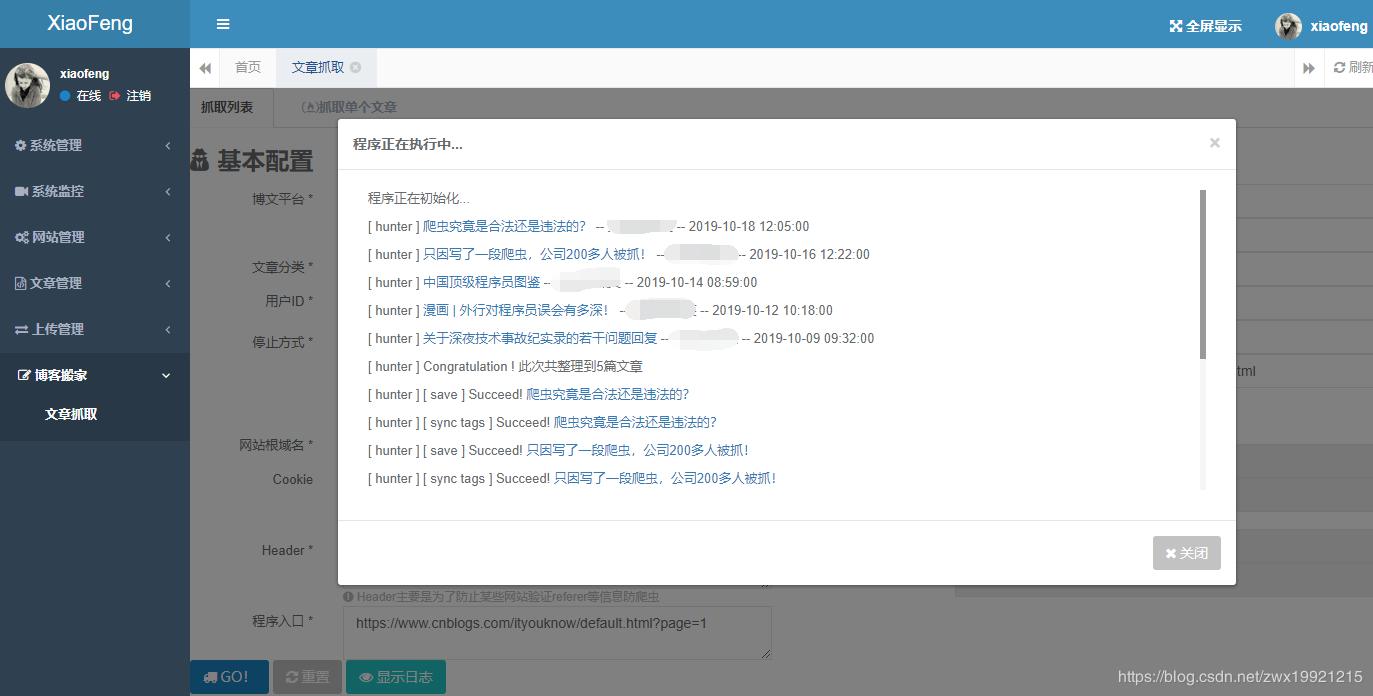 XiaoFeng
全屏显示 xiaofeng
xiaofeng
在线 注销
首页 文章抓取 刷新
抓取列表 抓取单个文章
系统管理
系统监控
网站管理
文章管理
上传管理
博客搬家
文章抓取
基本配置
博文平台 *
文章分类 *
用户ID *
停止方式 *
网站根域名 *
Cookie
Header *
程序入口 *
程序正在执行中...
×
程序正在初始化...
[ hunter ] 爬虫究竟是合法还是违法的? -- -- 2019-10-18 12:05:00
[ hunter ] 只因写了一段爬虫，公司200多人被抓！ -- -- 2019-10-16 12:22:00
[ hunter ] 中国顶级程序员图鉴 -- -- 2019-10-14 08:59:00
[ hunter ] 漫画 | 外行对程序员误会有多深！ -- -- 2019-10-12 10:18:00
[ hunter ] 关于深夜技术事故纪实录的若干问题回复 -- -- 2019-10-09 09:32:00
[ hunter ] Congratulation ! 此次共整理到5篇文章
[ hunter ] [ save ] Succeed! 爬虫究竟是合法还是违法的?
[ hunter ] [ sync tags ] Succeed! 爬虫究竟是合法还是违法的?
[ hunter ] [ save ] Succeed! 只因写了一段爬虫，公司200多人被抓！
[ hunter ] [ sync tags ] Succeed! 只因写了一段爬虫，公司200多人被抓！
关闭
tml
Header主要是为了防止某些网站验证referer等信息防爬虫
https://www.cnblogs.com/ityouknow/default.html?page=1
GO! 重置 显示日志
https://blog.csdn.net/zwx19921215